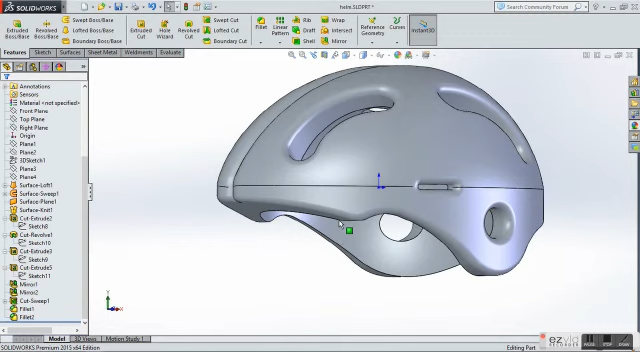 SOLIDWORKS
helm.SLDPRT *
Search Community Forum
Extruded Boss/Base
Revolved Boss/Base
Swept Boss/Base
Lofted Boss/Base
Boundary Boss/Base
Extruded Cut
Hole Wizard
Revolved Cut
Swept Cut
Lofted Cut
Boundary Cut
Fillet
Linear Pattern
Rib
Draft
Shell
Wrap
Intersect
Mirror
Reference Geometry
Curves
Instant3D
Features
Sketch
Surfaces
Sheet Metal
Weldments
Evaluate
Annotations
Sensors
Material <not specified>
Front Plane
Top Plane
Right Plane
Origin
Plane1
Plane2
3DSketch1
Plane3
Plane4
Surface-Loft1
Surface-Sweep1
Surface-Plane1
Surface-Knit1
Cut-Extrude2
Sketch8
Cut-Revolve1
Sketch10
Cut-Extrude3
Sketch9
Cut-Extrude5
Sketch11
Mirror1
Mirror2
Cut-Sweep1
Fillet1
Fillet2
Y
X
Model
3D Views
Motion Study 1
SOLIDWORKS Premium 2015 x64 Edition
Editing Part
ezvid
RECORDER
PAUSE
STOP
DRAW